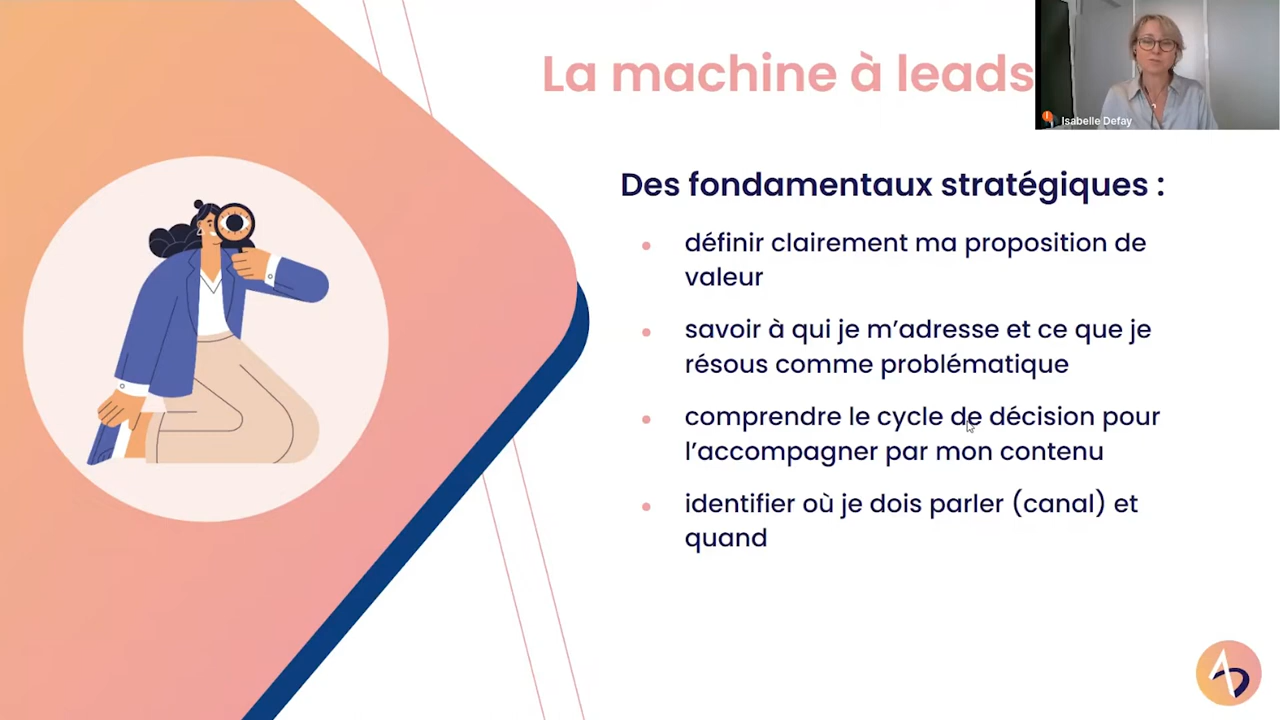 La machine à leads
Isabelle Defay
Des fondamentaux stratégiques :
définir clairement ma proposition de
valeur
savoir à qui je m’adresse et ce que je
résous comme problématique
comprendre le cycle de décision pour
l’accompagner par mon contenu
identifier où je dois parler (canal) et
quand